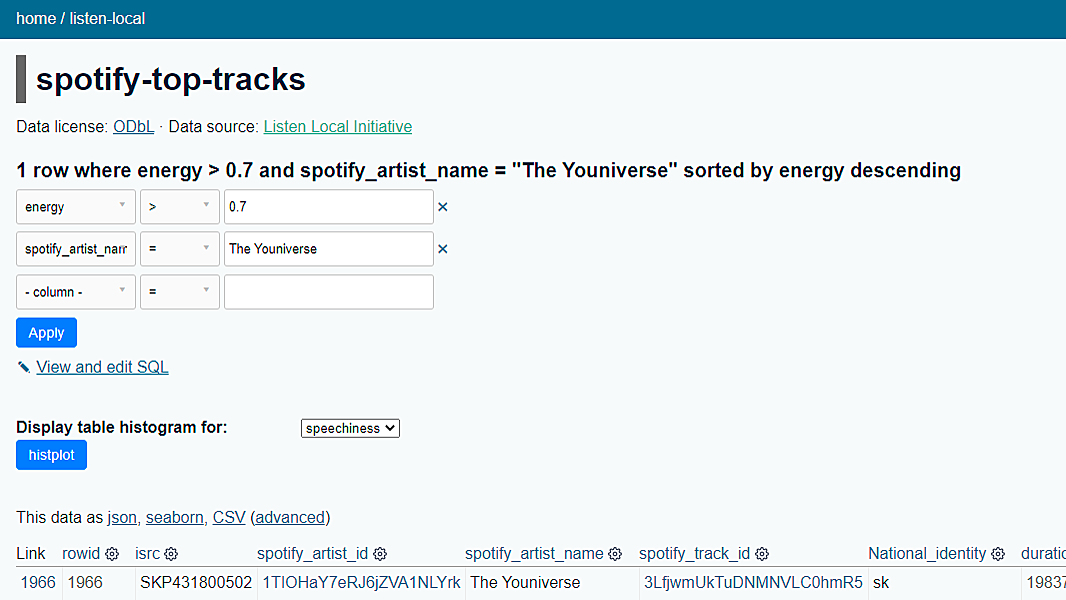 home / listen-local
spotify-top-tracks
Data license: ODbL · Data source: Listen Local Initiative
1 row where energy > 0.7 and spotify_artist_name = "The Youniverse" sorted by energy descending
energy > 0.7 ×
spotify_artist_nam = The Youniverse ×
- column - =
Apply
View and edit SQL
Display table histogram for: speechiness
histplot
This data as json, seaborn, CSV (advanced)
Link rowid isrc spotify_artist_id spotify_artist_name spotify_track_id National_identity duratio
1966 1966 SKP431800502 1TIOHaY7eRJ6jZVA1NLYrk The Youniverse 3LfjwmUkTuDNMNVLC0hmR5 sk 19837